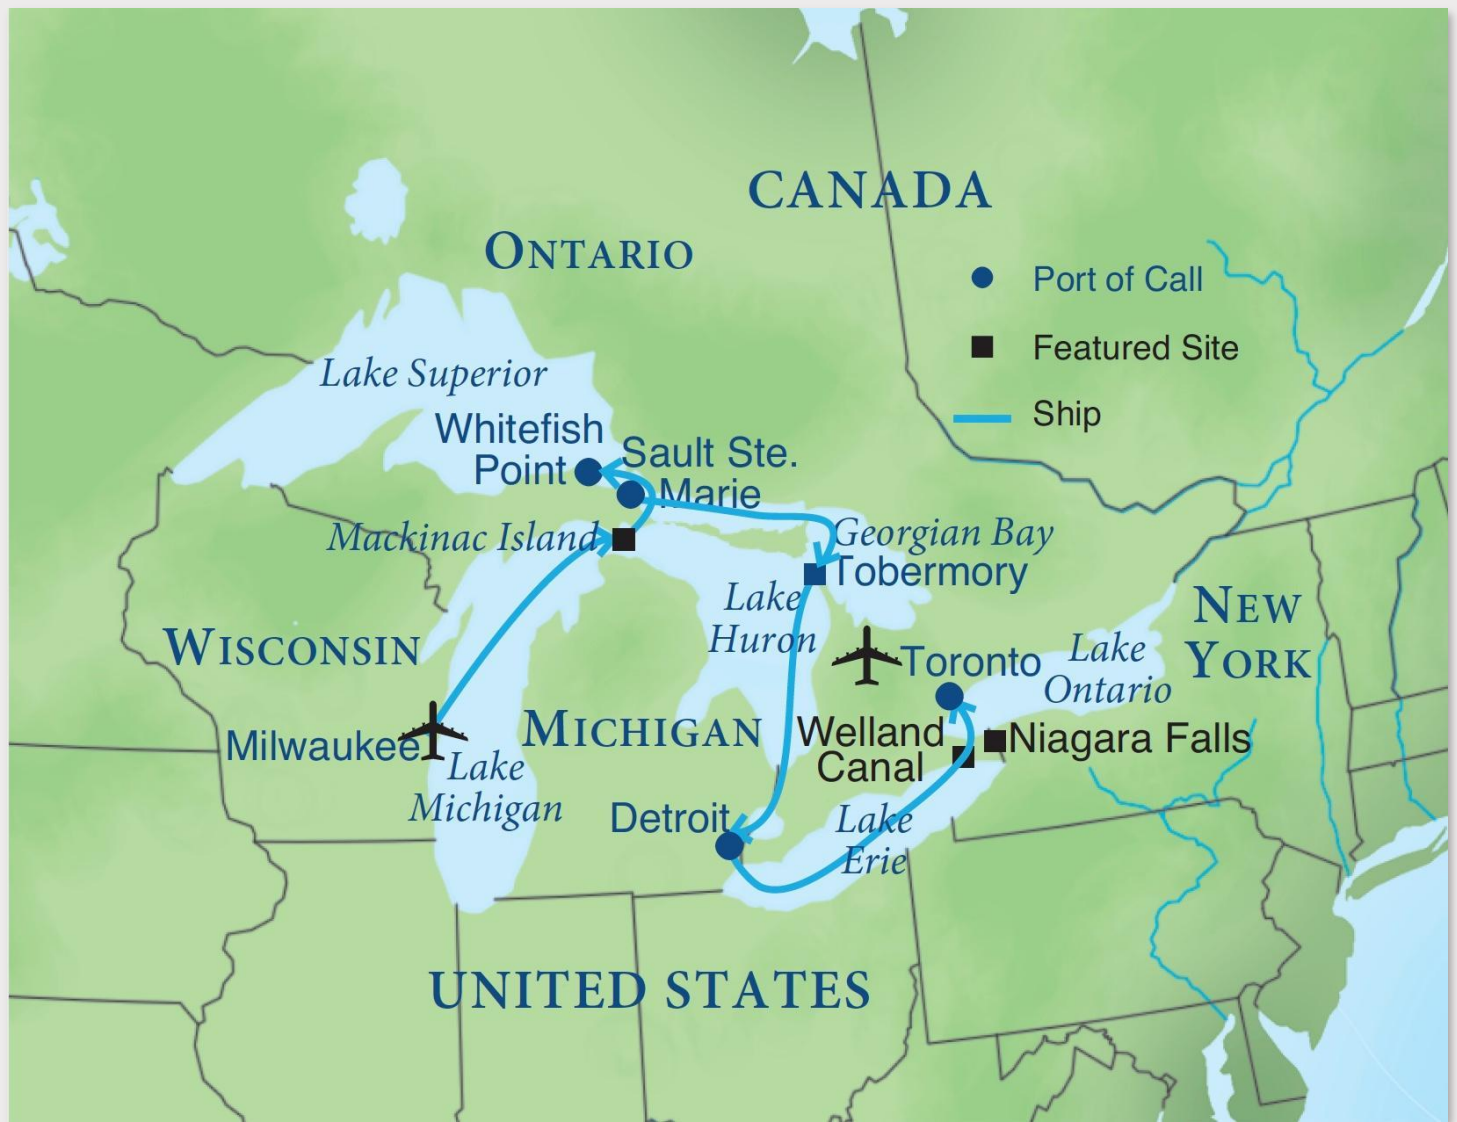 CANADA
ONTARIO
Port of Call
Featured Site
Ship
Lake Superior
Whitefish
Point
Sault Ste.
Marie
Mackinac Island
Georgian Bay
Tobermory
Lake
Huron
NEW
YORK
WISCONSIN
Toronto
Lake
Ontario
MICHIGAN
Welland
Canal
Niagara Falls
Milwaukee
Lake
Michigan
Detroit
Lake
Erie
UNITED STATES